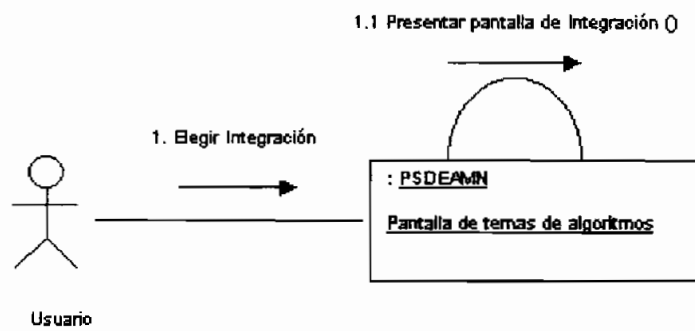 1.1 Presentar pantalla de Integración ()
1. Elegir Integración
: PSDEAMN
Pantalla de temas de algoritmos
Usuario